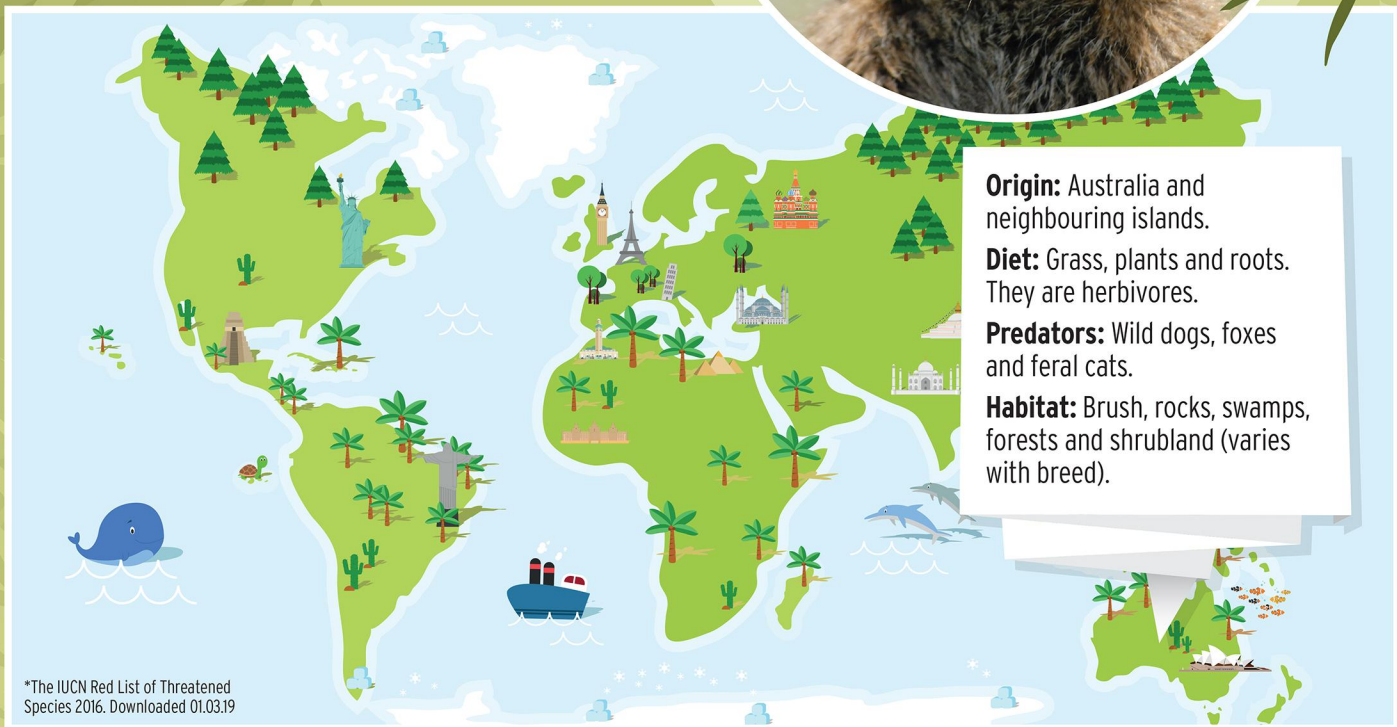 Origin: Australia and
neighbouring islands.
Diet: Grass, plants and roots.
They are herbivores.
Predators: Wild dogs, foxes
and feral cats.
Habitat: Brush, rocks, swamps,
forests and shrubland (varies
with breed).
*The IUCN Red List of Threatened
Species 2016. Downloaded 01.03.19